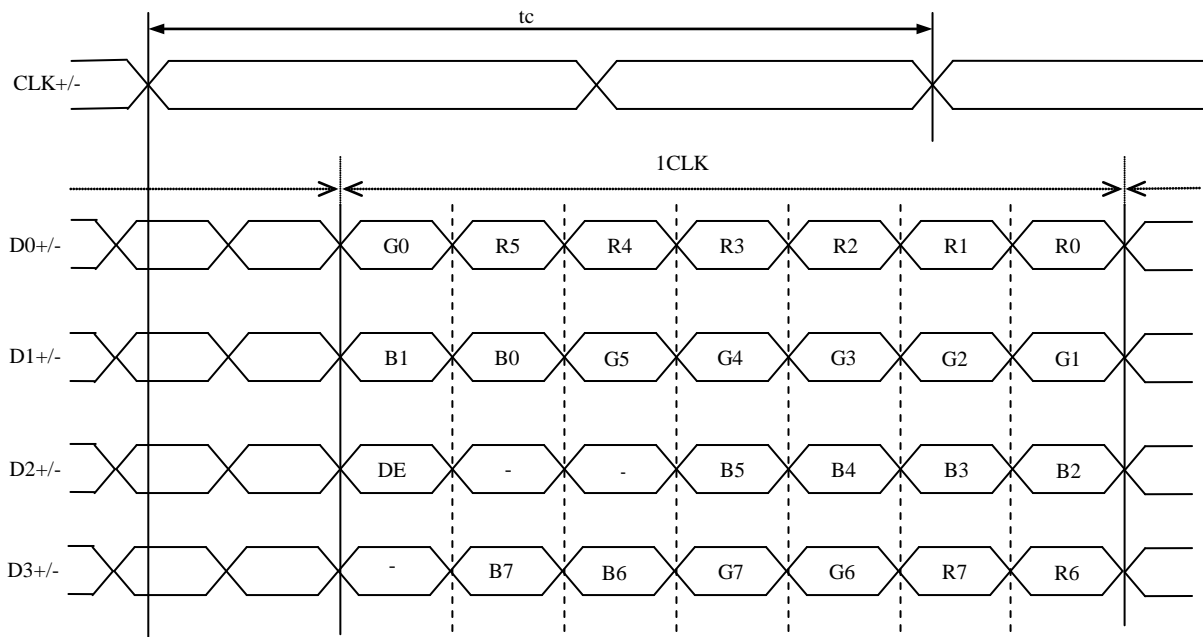 tc
CLK+/-
1CLK
D0+/- G0 R5 R4 R3 R2 R1 R0
D1+/- B1 B0 G5 G4 G3 G2 G1
D2+/- DE - - B5 B4 B3 B2
D3+/- - B7 B6 G7 G6 R7 R6